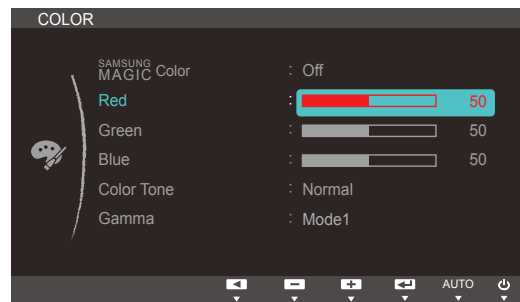 COLOR
SAMSUNG
MAGIC Color : Off
Red : 50
Green : 50
Blue : 50
Color Tone : Normal
Gamma : Mode1
AUTO